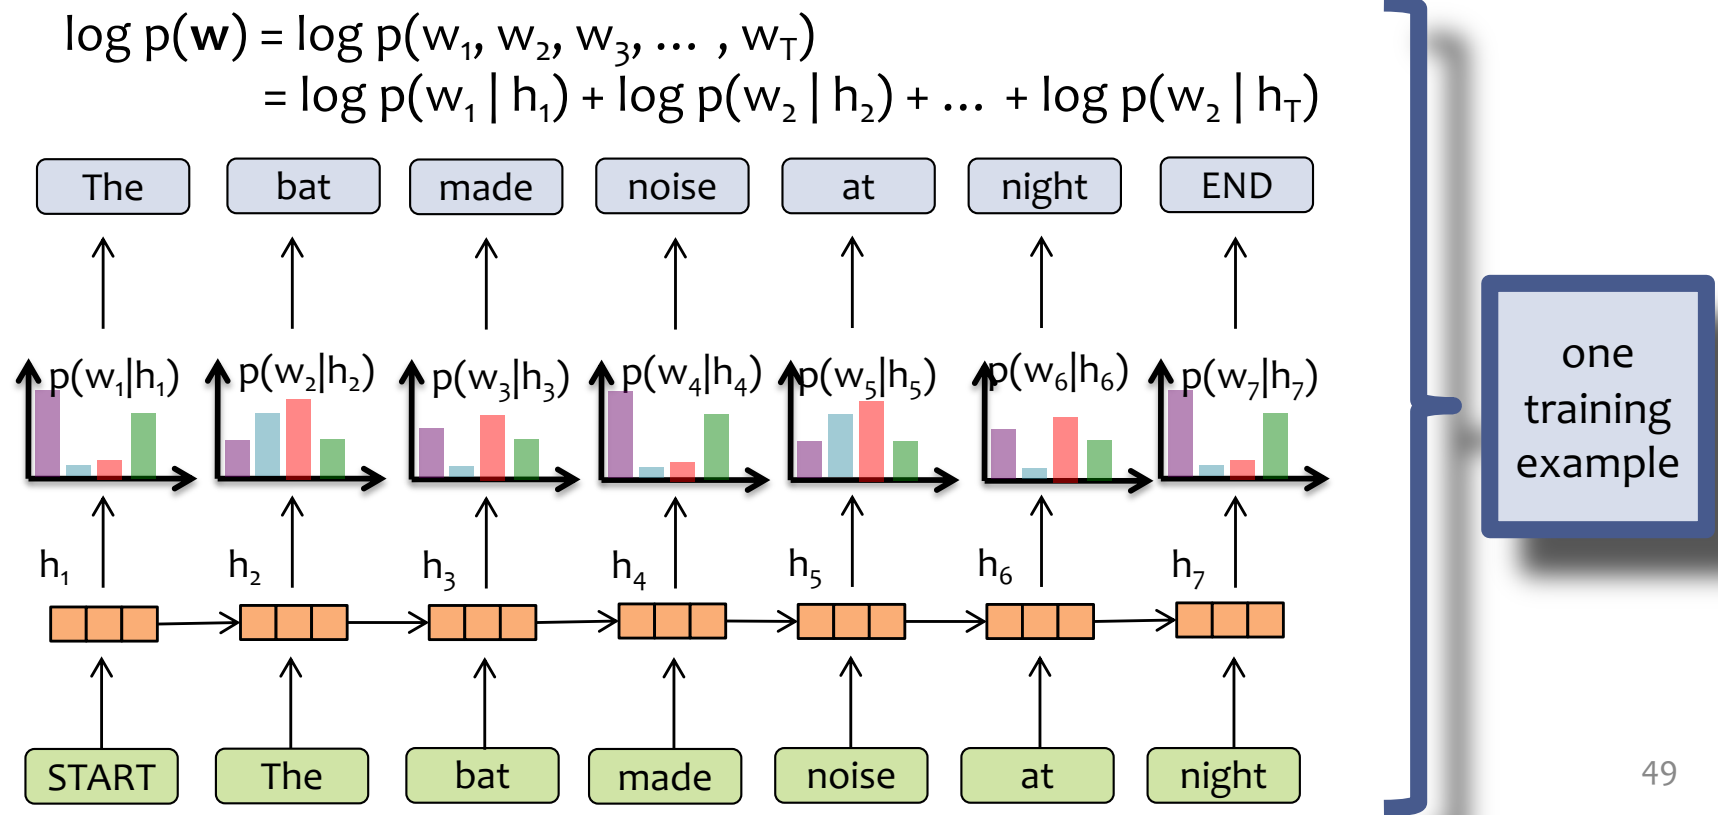 log p(w) = log p(w₁, w₂, w₃, … , w_T)
= log p(w₁ | h₁) + log p(w₂ | h₂) + … + log p(w₂ | h_T)
The bat made noise at night END
p(w₁|h₁) p(w₂|h₂) p(w₃|h₃) p(w₄|h₄) p(w₅|h₅) p(w₆|h₆) p(w₇|h₇)
h₁ h₂ h₃ h₄ h₅ h₆ h₇
START The bat made noise at night
one
training
example
49